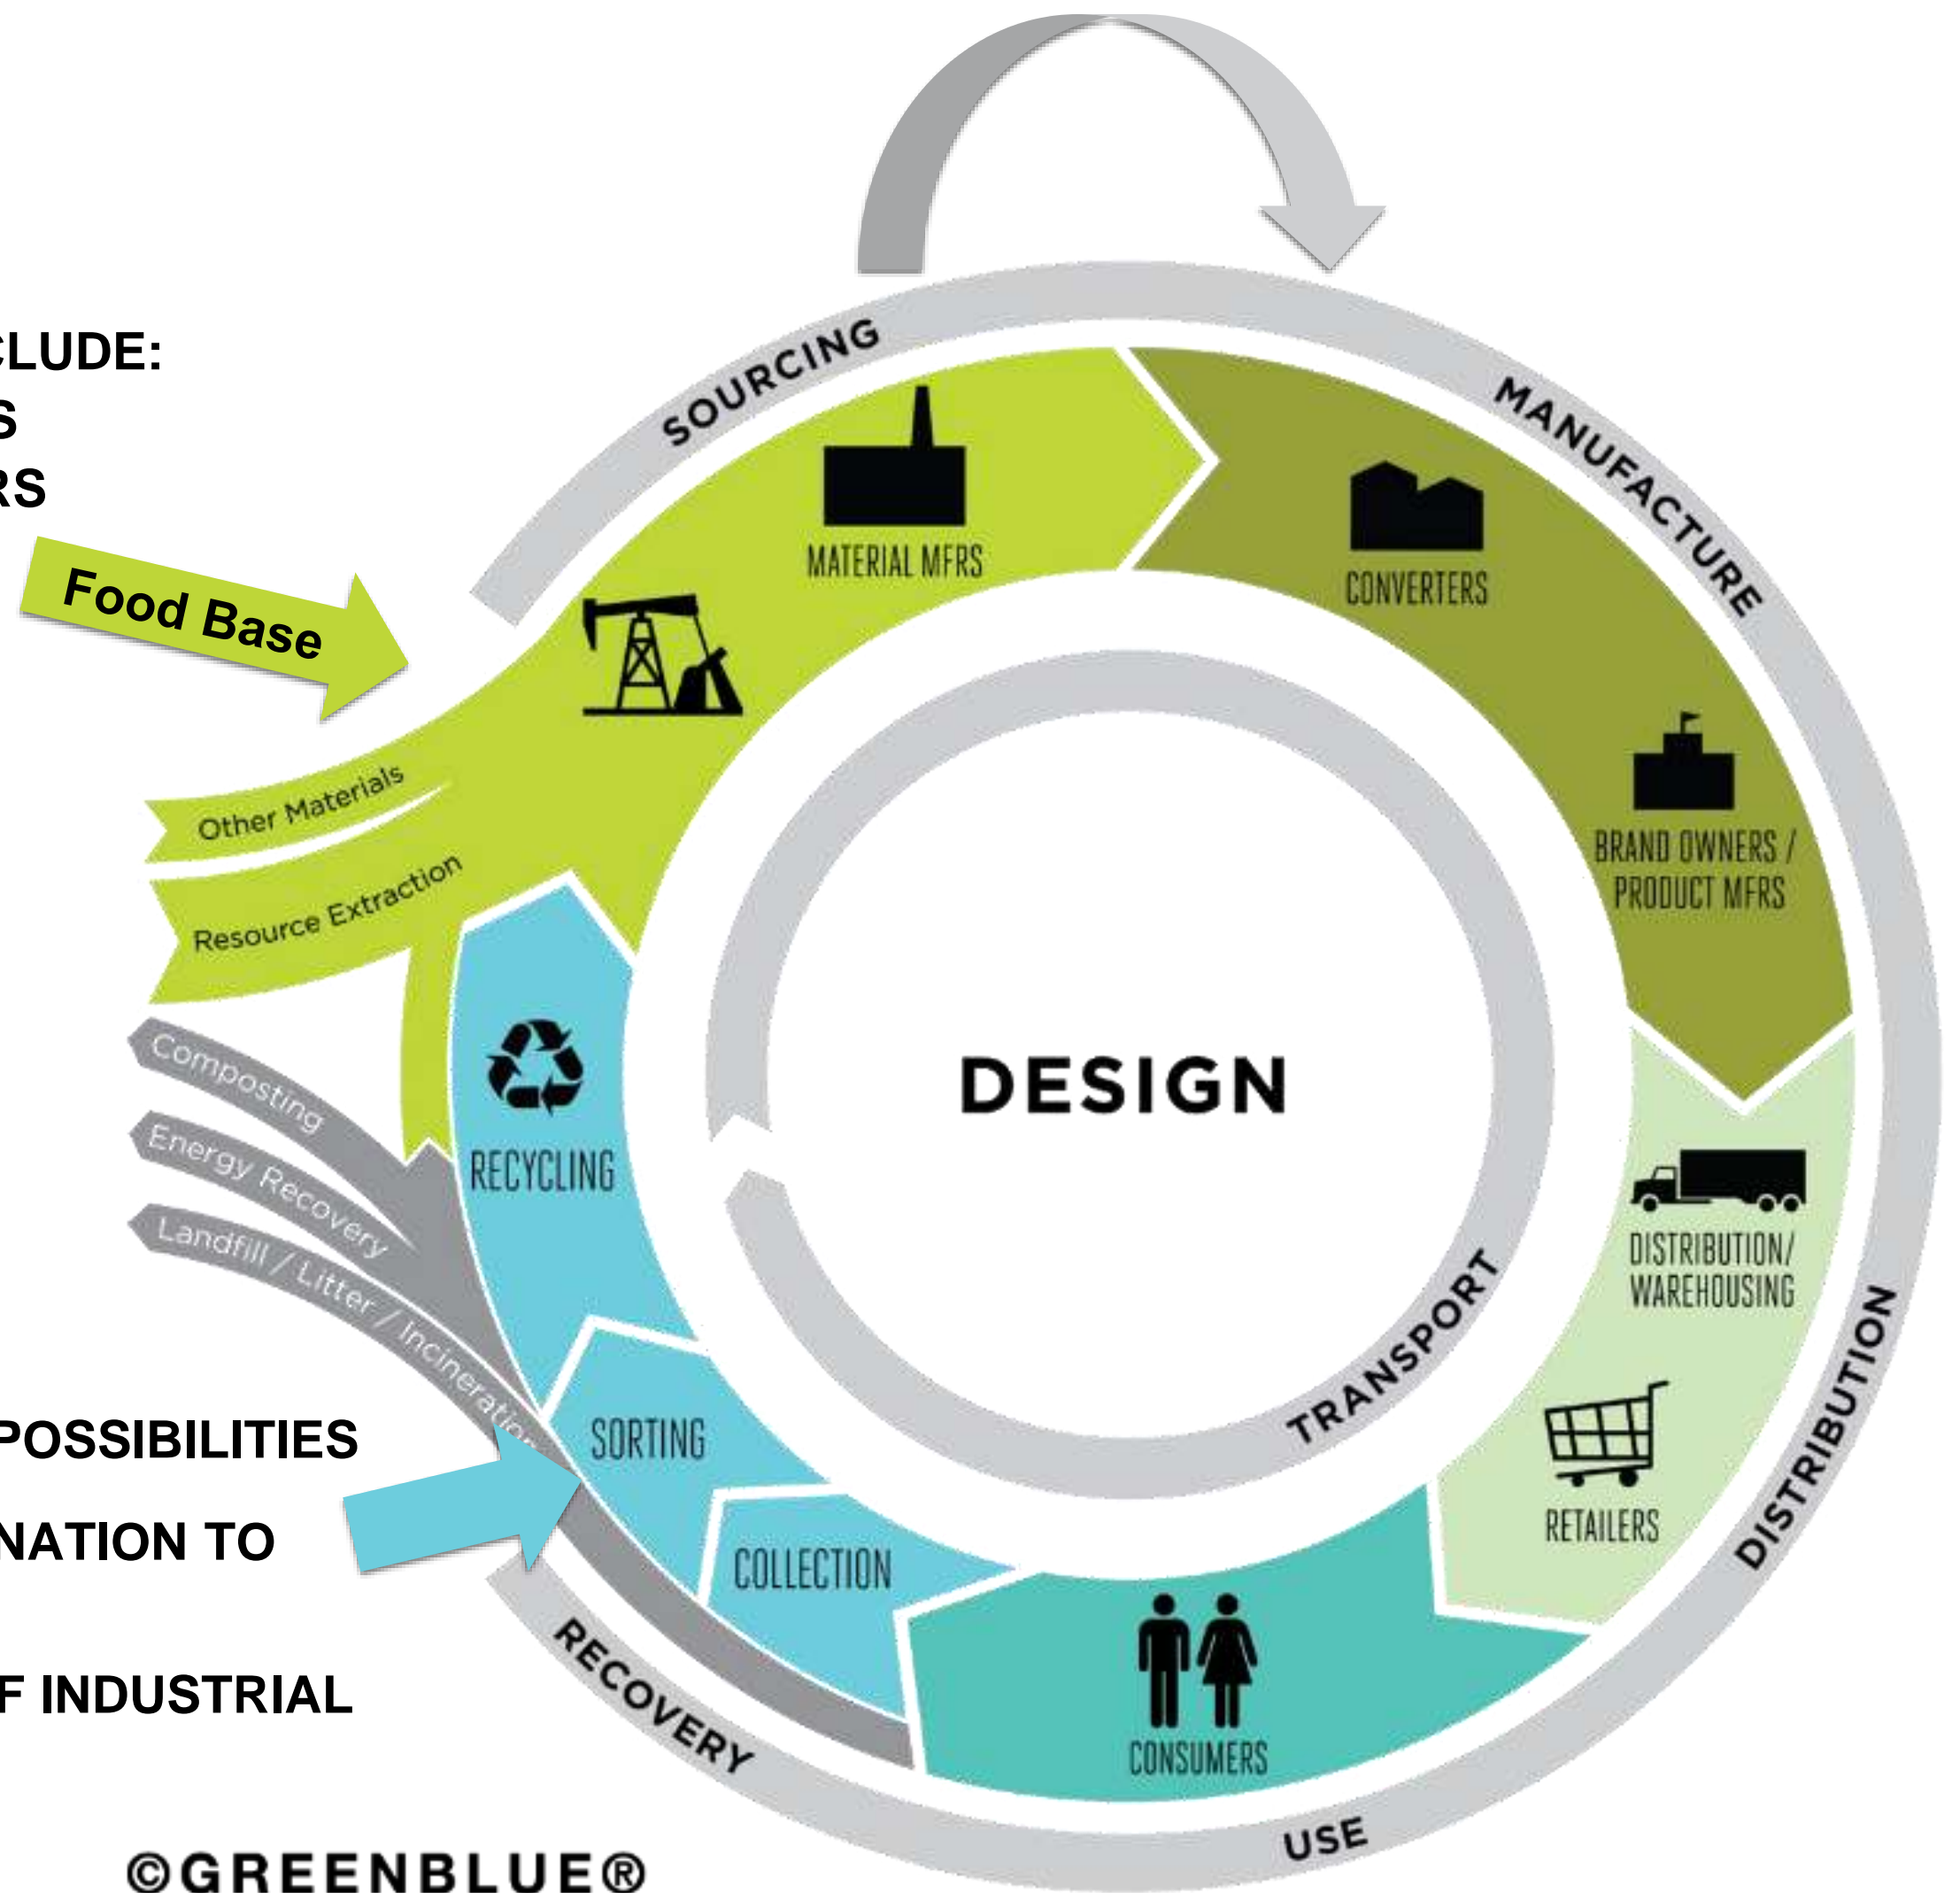 CLUDE:
S
RS
Food Base
SOURCING
MANUFACTURE
MATERIAL MFRS
CONVERTERS
Other Materials
Resource Extraction
BRAND OWNERS /
PRODUCT MFRS
Composting
Energy Recovery
Landfill / Litter / Incineration
RECYCLING
DESIGN
TRANSPORT
DISTRIBUTION/
WAREHOUSING
DISTRIBUTION
RETAILERS
POSSIBILITIES
SORTING
NATION TO
COLLECTION
RECOVERY
CONSUMERS
F INDUSTRIAL
USE
©GREENBLUE®